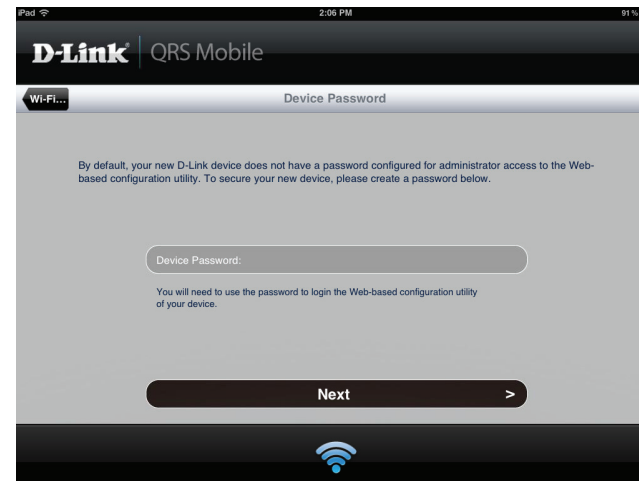 iPad 2:06 PM 91%
D-Link QRS Mobile
Wi-Fi... Device Password
By default, your new D-Link device does not have a password configured for administrator access to the Web-
based configuration utility. To secure your new device, please create a password below.
Device Password:
You will need to use the password to login the Web-based configuration utility
of your device.
Next >